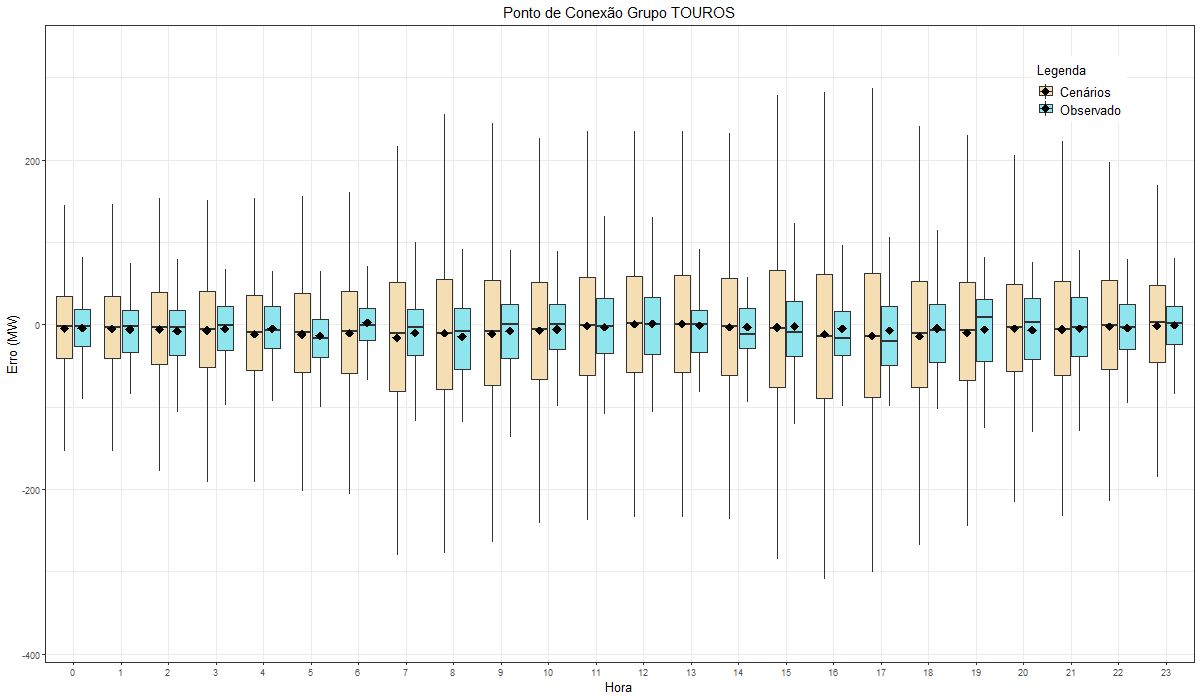 Ponto de Conexão Grupo TOUROS
Legenda
Cenários
Observado
Erro (MW)
200
0
-200
-400
0 1 2 3 4 5 6 7 8 9 10 11 12 13 14 15 16 17 18 19 20 21 22 23
Hora